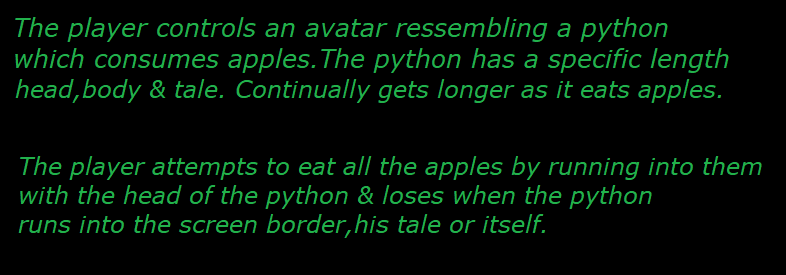 The player controls an avatar ressembling a python
which consumes apples.The python has a specific length
head,body & tale. Continually gets longer as it eats apples.
The player attempts to eat all the apples by running into them
with the head of the python & loses when the python
runs into the screen border,his tale or itself.